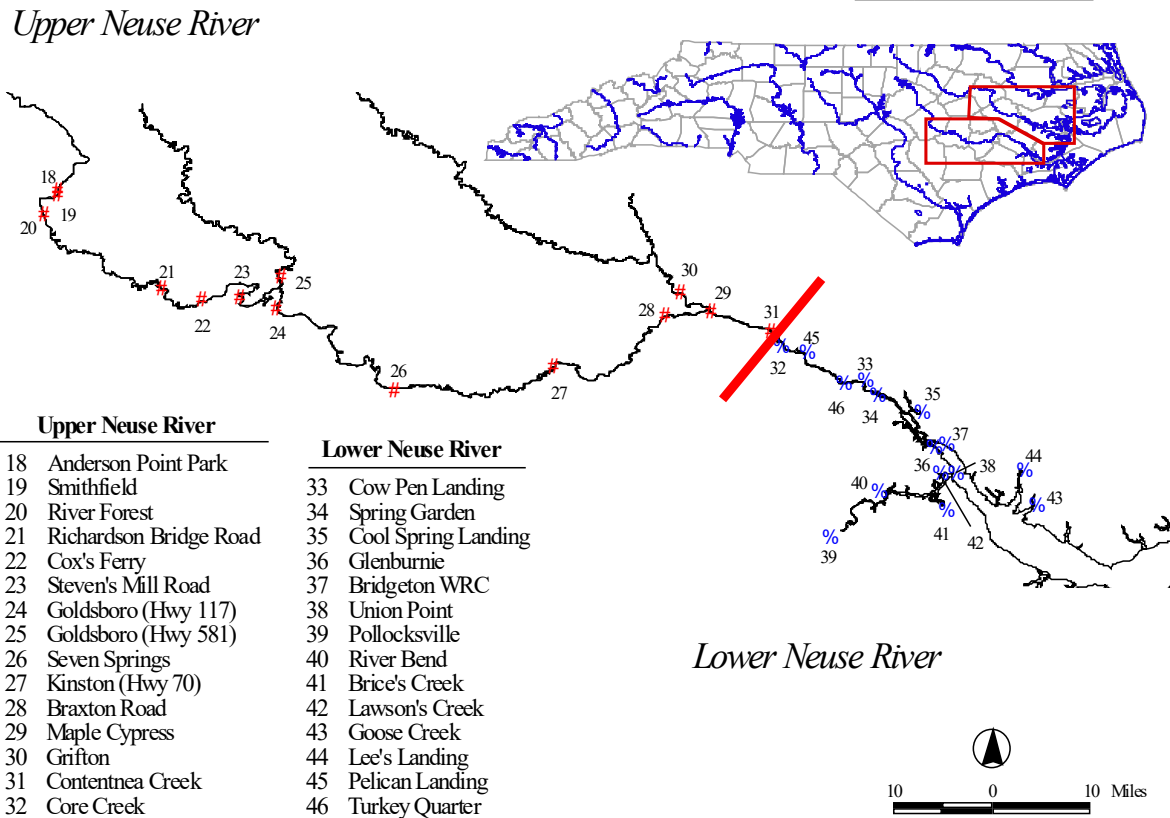 Upper Neuse River
18
19
20
21
22
23
24
25
26
27
28
29
30
31
32
45
46
33
34
35
36
37
38
44
43
40
39
41
42
Upper Neuse River
18 Anderson Point Park
19 Smithfield
20 River Forest
21 Richardson Bridge Road
22 Cox's Ferry
23 Steven's Mill Road
24 Goldsboro (Hwy 117)
25 Goldsboro (Hwy 581)
26 Seven Springs
27 Kinston (Hwy 70)
28 Braxton Road
29 Maple Cypress
30 Grifton
31 Contentnea Creek
32 Core Creek
Lower Neuse River
33 Cow Pen Landing
34 Spring Garden
35 Cool Spring Landing
36 Glenburnie
37 Bridgeton WRC
38 Union Point
39 Pollocksville
40 River Bend
41 Brice's Creek
42 Lawson's Creek
43 Goose Creek
44 Lee's Landing
45 Pelican Landing
46 Turkey Quarter
Lower Neuse River
10 0 10 Miles